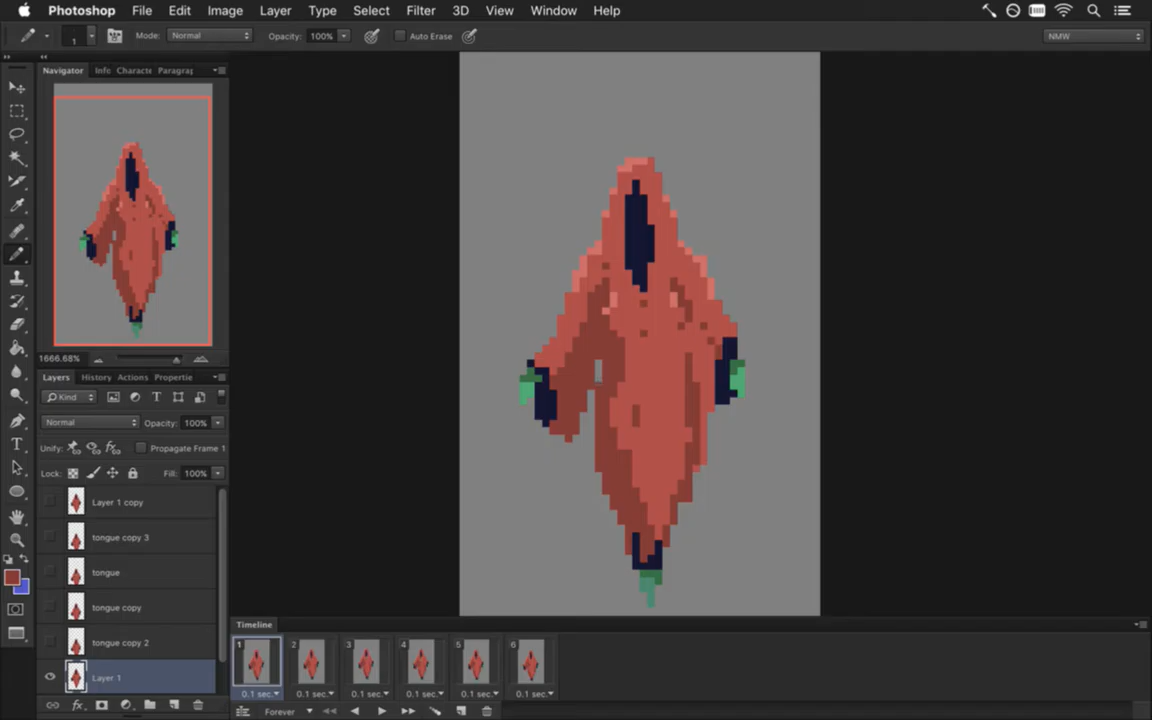 Photoshop File Edit Image Layer Type Select Filter 3D View Window Help
1 Mode: Normal Opacity: 100% Auto Erase NMW
Navigator Info Characte Paragrap
1666.68%
Layers History Actions Propertie
Kind
Normal Opacity: 100%
Unify: Propagate Frame 1
Lock: Fill: 100%
Layer 1 copy
tongue copy 3
tongue
tongue copy
tongue copy 2
Layer 1
Timeline
1 2 3 4 5 6
0.1 sec. 0.1 sec. 0.1 sec. 0.1 sec. 0.1 sec. 0.1 sec.
Forever